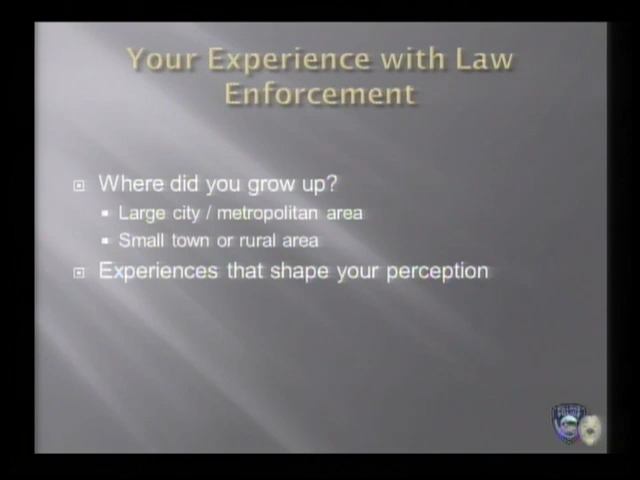 Your Experience with Law
Enforcement
Where did you grow up?
Large city / metropolitan area
Small town or rural area
Experiences that shape your perception